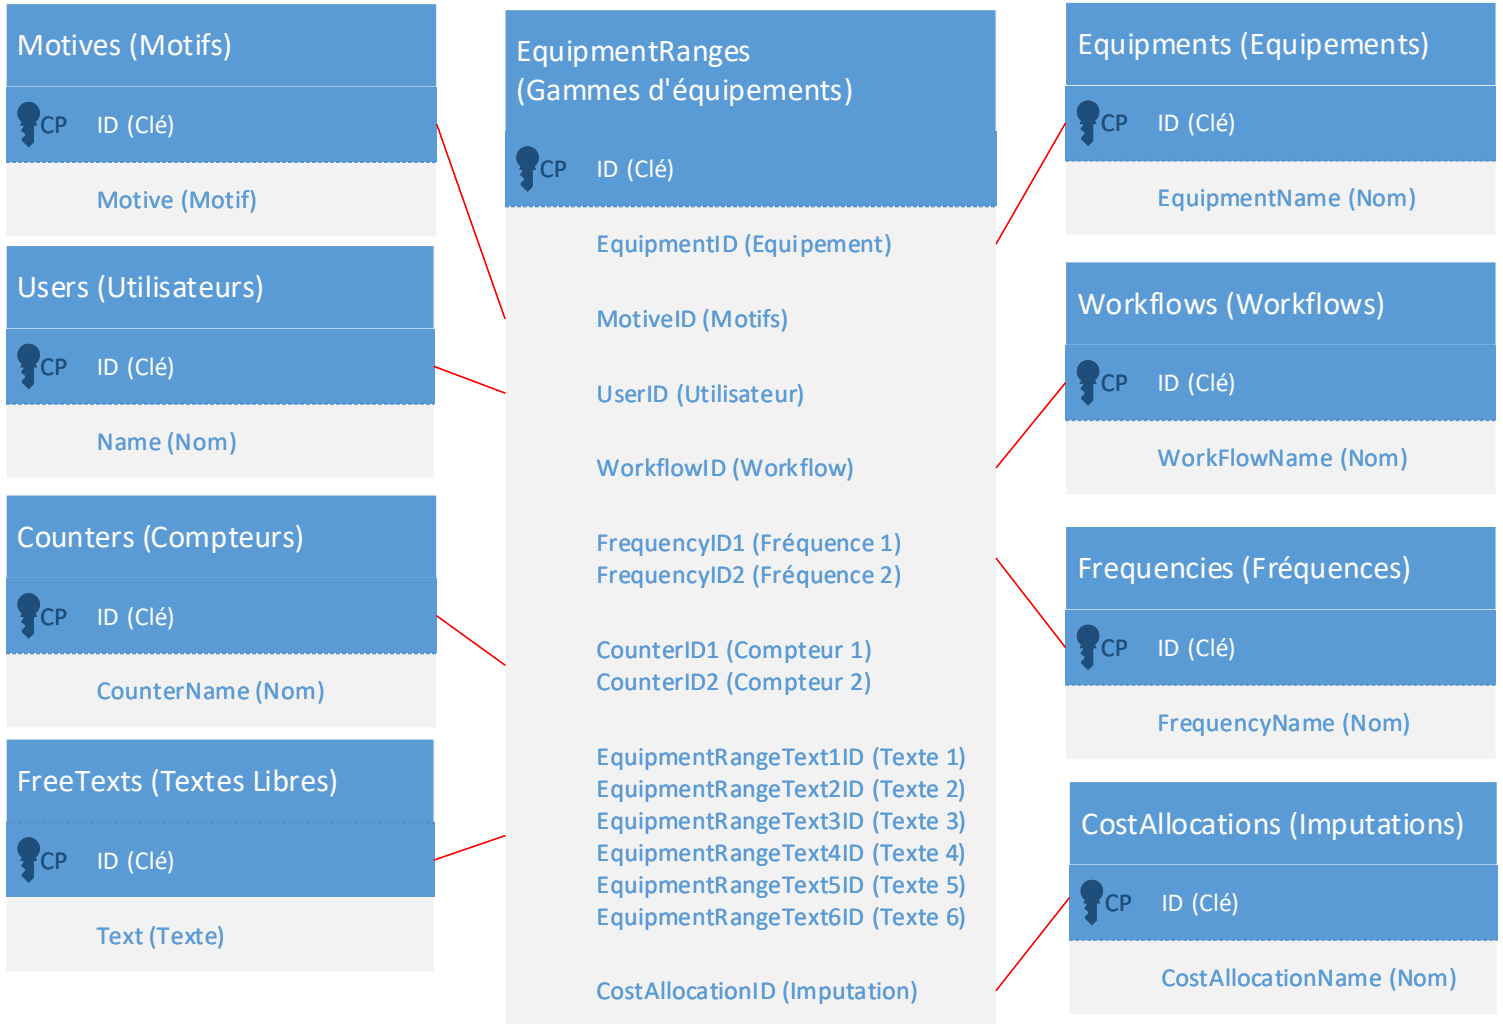 Motives (Motifs)
CP ID (Clé)
Motive (Motif)
Users (Utilisateurs)
CP ID (Clé)
Name (Nom)
Counters (Compteurs)
CP ID (Clé)
CounterName (Nom)
FreeTexts (Textes Libres)
CP ID (Clé)
Text (Texte)
EquipmentRanges
(Gammes d'équipements)
CP ID (Clé)
EquipmentID (Equipement)
MotiveID (Motifs)
UserID (Utilisateur)
WorkflowID (Workflow)
FrequencyID1 (Fréquence 1)
FrequencyID2 (Fréquence 2)
CounterID1 (Compteur 1)
CounterID2 (Compteur 2)
EquipmentRangeText1ID (Texte 1)
EquipmentRangeText2ID (Texte 2)
EquipmentRangeText3ID (Texte 3)
EquipmentRangeText4ID (Texte 4)
EquipmentRangeText5ID (Texte 5)
EquipmentRangeText6ID (Texte 6)
CostAllocationID (Imputation)
Equipments (Equipements)
CP ID (Clé)
EquipmentName (Nom)
Workflows (Workflows)
CP ID (Clé)
WorkFlowName (Nom)
Frequencies (Fréquences)
CP ID (Clé)
FrequencyName (Nom)
CostAllocations (Imputations)
CP ID (Clé)
CostAllocationName (Nom)